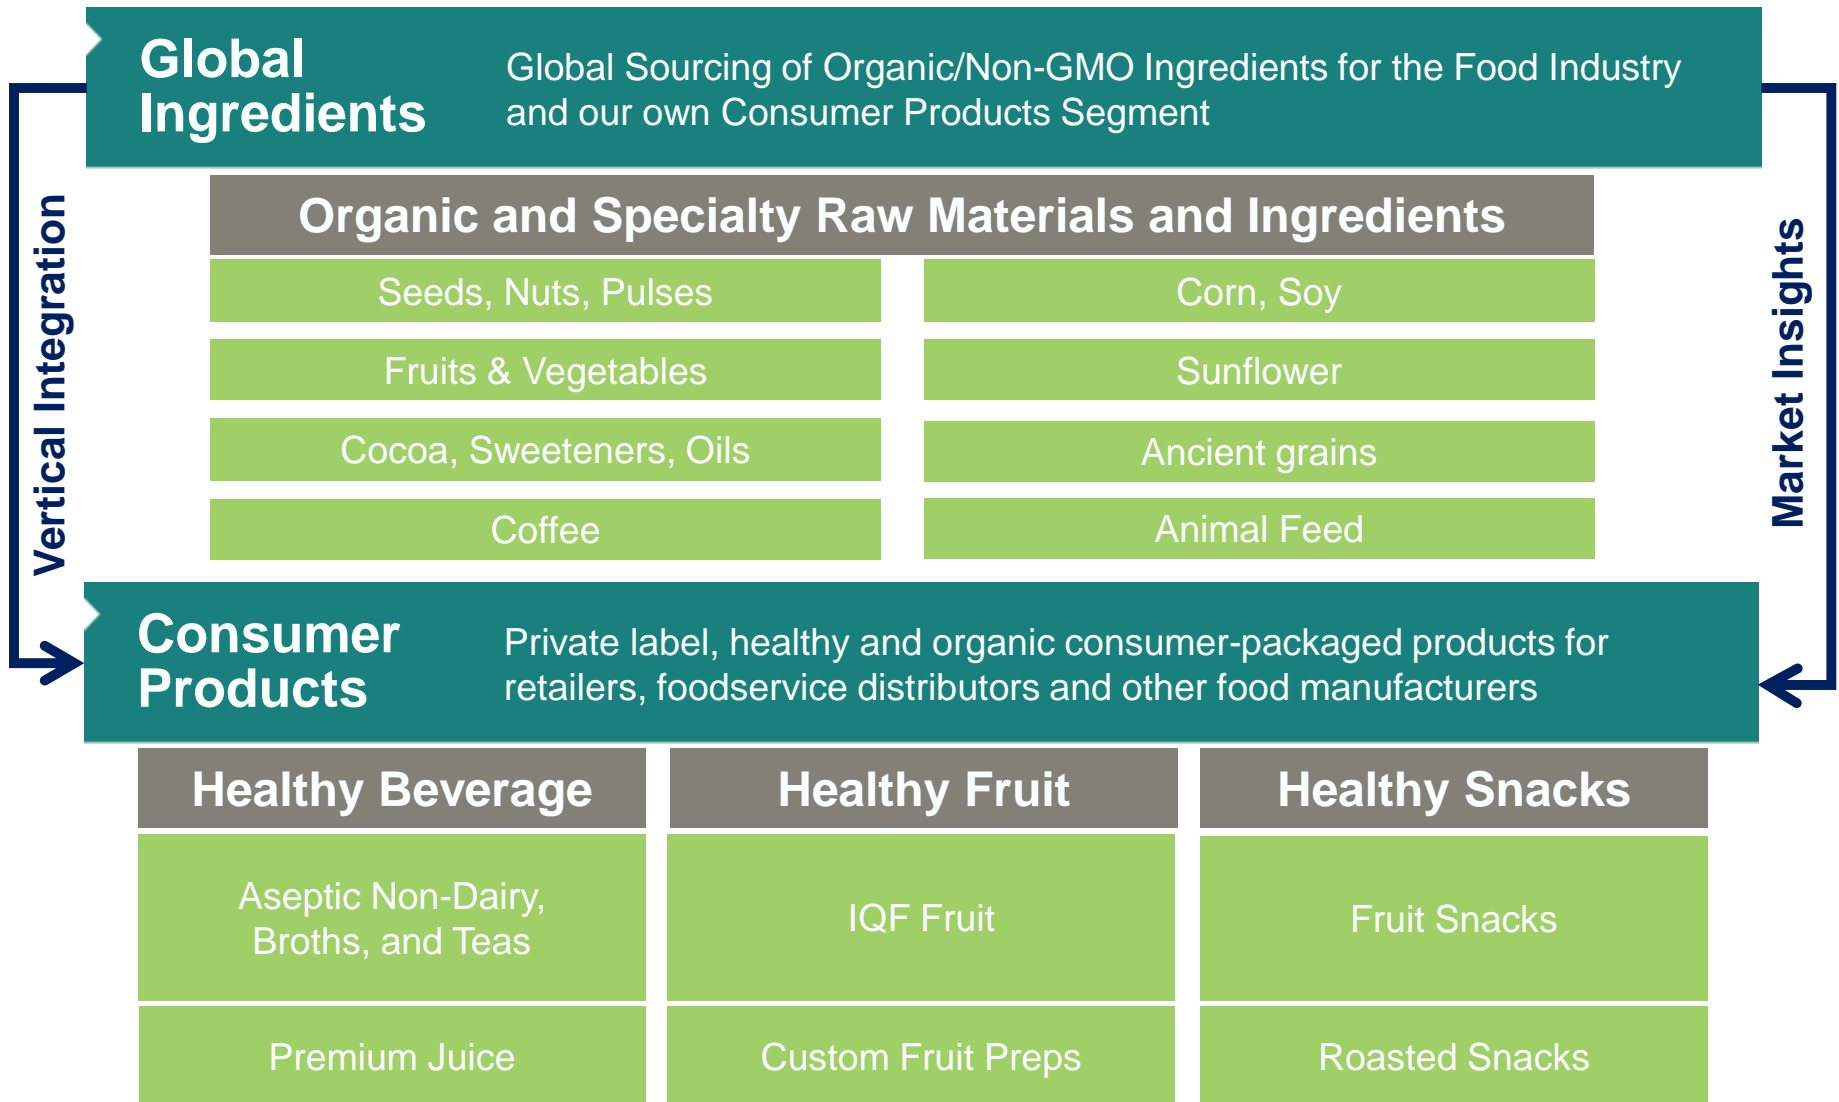 Global
Ingredients
Global Sourcing of Organic/Non-GMO Ingredients for the Food Industry
and our own Consumer Products Segment
Vertical Integration
Market Insights
Organic and Specialty Raw Materials and Ingredients
Seeds, Nuts, Pulses
Corn, Soy
Fruits & Vegetables
Sunflower
Cocoa, Sweeteners, Oils
Ancient grains
Coffee
Animal Feed
Consumer
Products
Private label, healthy and organic consumer-packaged products for
retailers, foodservice distributors and other food manufacturers
Healthy Beverage
Healthy Fruit
Healthy Snacks
Aseptic Non-Dairy,
Broths, and Teas
IQF Fruit
Fruit Snacks
Premium Juice
Custom Fruit Preps
Roasted Snacks